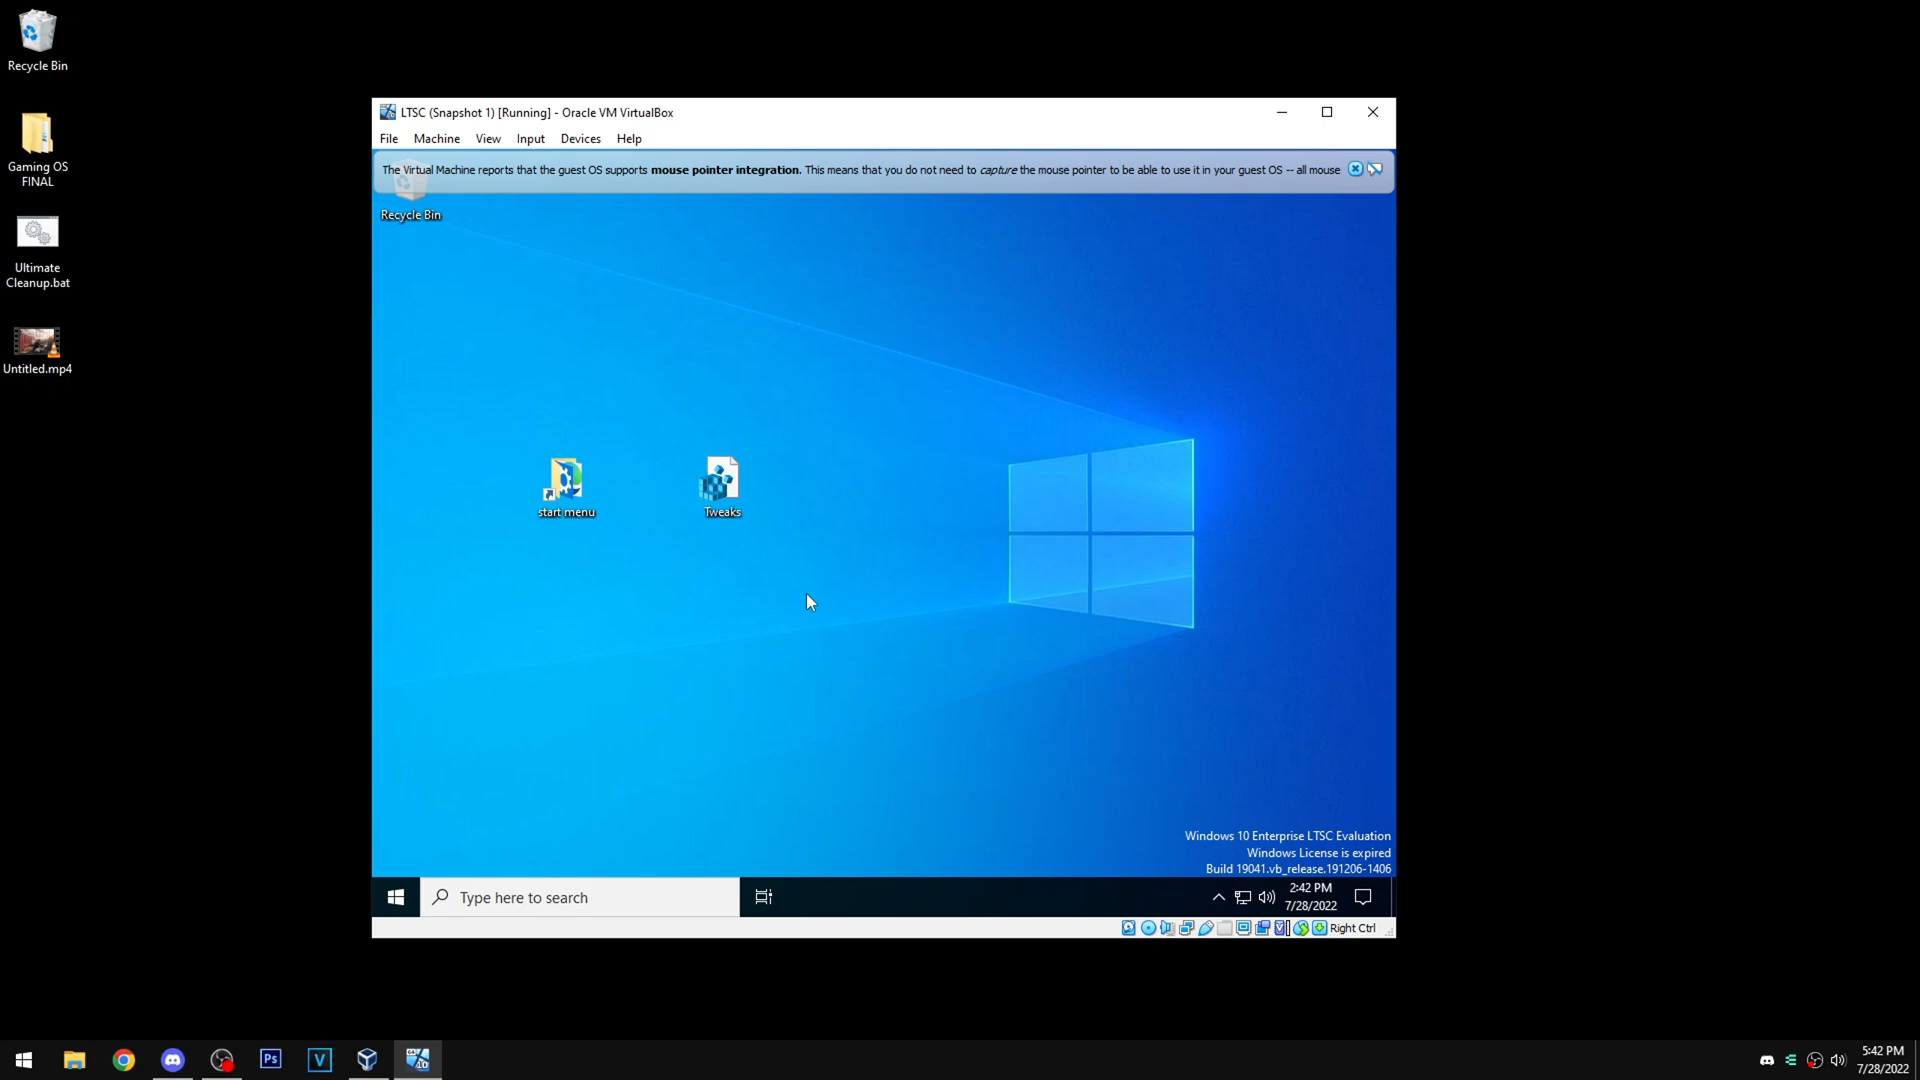 Recycle Bin
Gaming OS
FINAL
Ultimate
Cleanup.bat
Untitled.mp4
LTSC (Snapshot 1) [Running] - Oracle VM VirtualBox
File Machine View Input Devices Help
The Virtual Machine reports that the guest OS supports mouse pointer integration. This means that you do not need to capture the mouse pointer to be able to use it in your guest OS -- all mouse
Recycle Bin
start menu
Tweaks
Windows 10 Enterprise LTSC Evaluation
Windows License is expired
Build 19041.vb_release.191206-1406
Type here to search
2:42 PM
7/28/2022
Right Ctrl
Ps
V
5:42 PM
7/28/2022